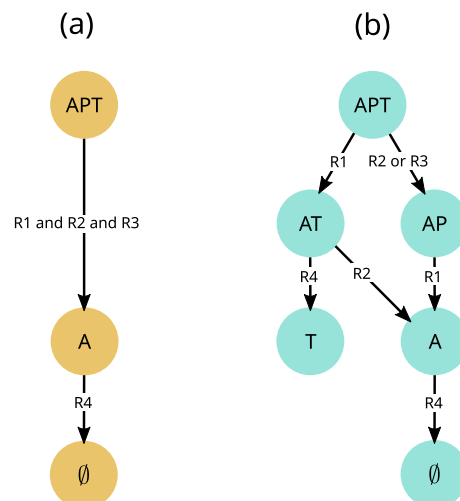 (a)
APT
R1 and R2 and R3
A
R4
∅
(b)
APT
R1
R2 or R3
AT
AP
R4
R2
R1
T
A
R4
∅